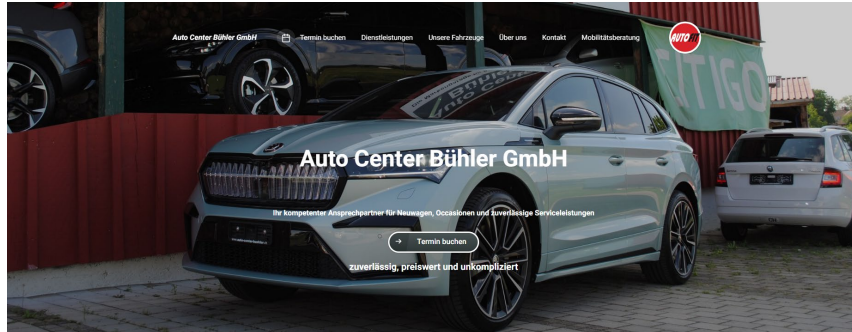 Auto Center Bühler GmbH
Termin buchen
Dienstleistungen
Unsere Fahrzeuge
Über uns
Kontakt
Mobilitätsberatung
AUTOFIT
Auto Center Bühler GmbH
Ihr kompetenter Ansprechpartner für Neuwagen, Occasionen und zuverlässige Serviceleistungen
Termin buchen
zuverlässig, preiswert und unkompliziert